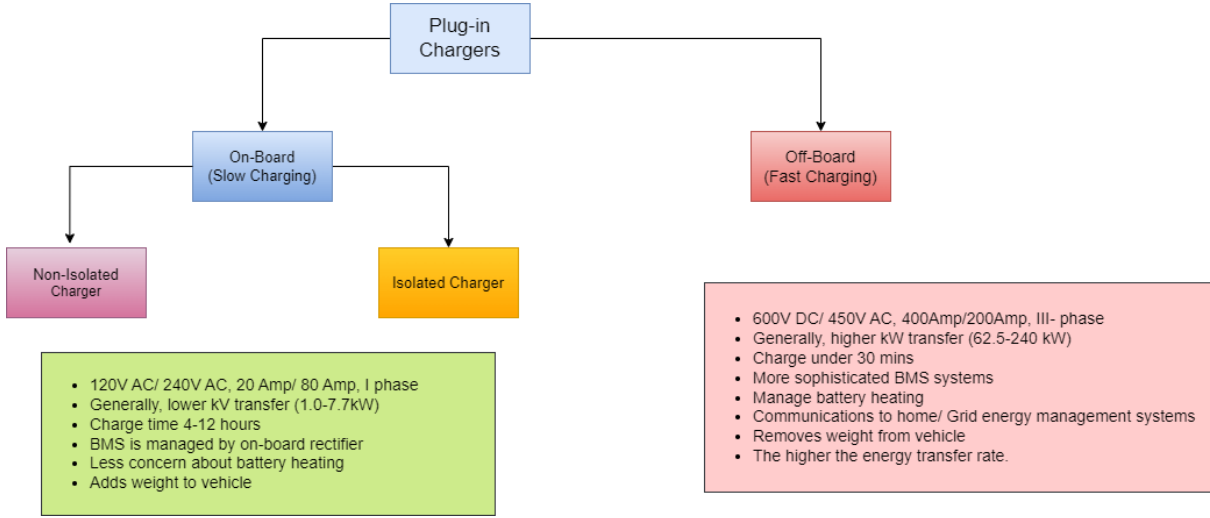 Plug-in
Chargers
On-Board
(Slow Charging)
Off-Board
(Fast Charging)
Non-Isolated
Charger
Isolated Charger
• 120V AC/ 240V AC, 20 Amp/ 80 Amp, I phase
• Generally, lower kV transfer (1.0-7.7kW)
• Charge time 4-12 hours
• BMS is managed by on-board rectifier
• Less concern about battery heating
• Adds weight to vehicle
• 600V DC/ 450V AC, 400Amp/200Amp, III- phase
• Generally, higher kW transfer (62.5-240 kW)
• Charge under 30 mins
• More sophisticated BMS systems
• Manage battery heating
• Communications to home/ Grid energy management systems
• Removes weight from vehicle
• The higher the energy transfer rate.